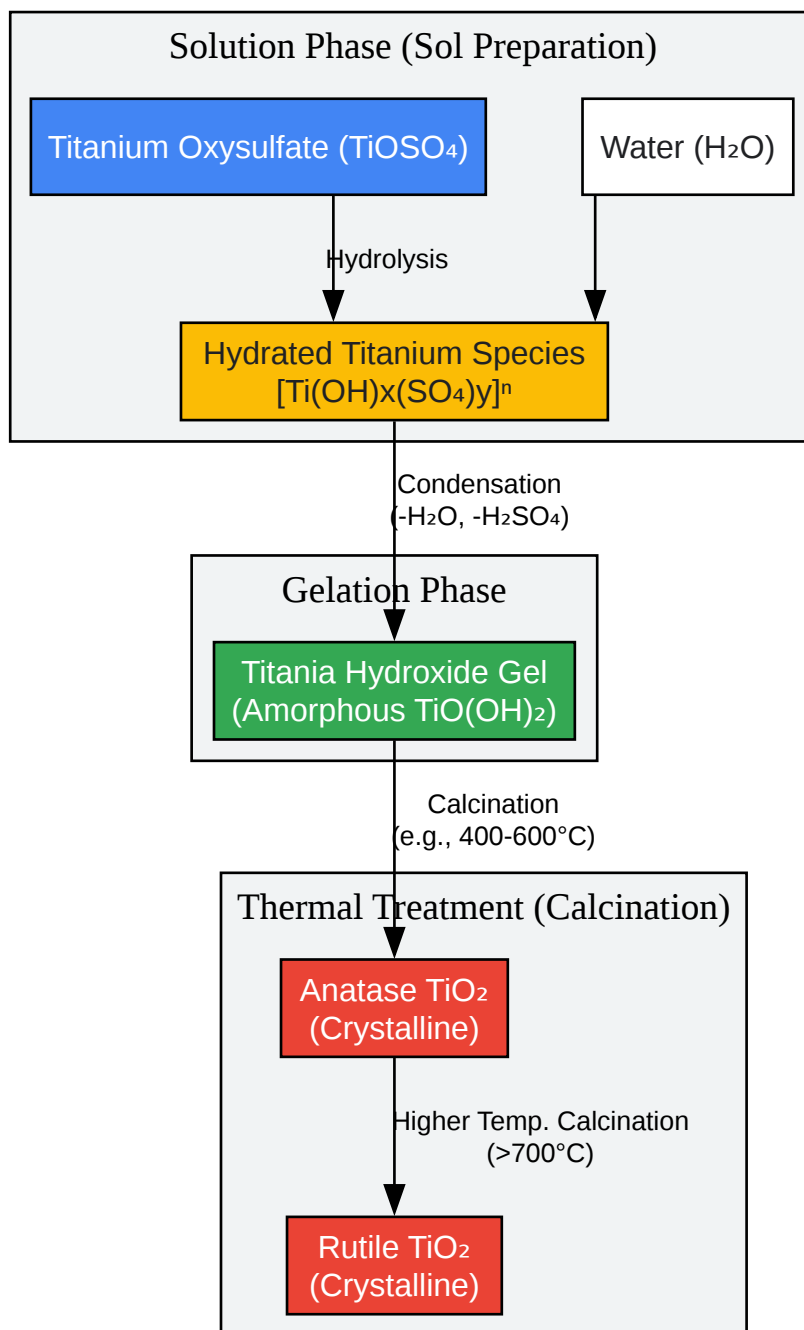 Solution Phase (Sol Preparation)
Titanium Oxysulfate (TiOSO₄)
Water (H₂O)
Hydrolysis
Hydrated Titanium Species
[Ti(OH)x(SO₄)y]ⁿ
Condensation
(-H₂O, -H₂SO₄)
Gelation Phase
Titania Hydroxide Gel
(Amorphous TiO(OH)₂)
Calcination
(e.g., 400-600°C)
Thermal Treatment (Calcination)
Anatase TiO₂
(Crystalline)
Higher Temp. Calcination
(>700°C)
Rutile TiO₂
(Crystalline)